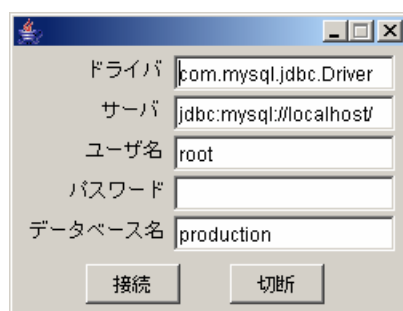 ドライバ com.mysql.jdbc.Driver
サーバ jdbc:mysql://localhost/
ユーザ名 root
パスワード
データベース名 production
接続 切断